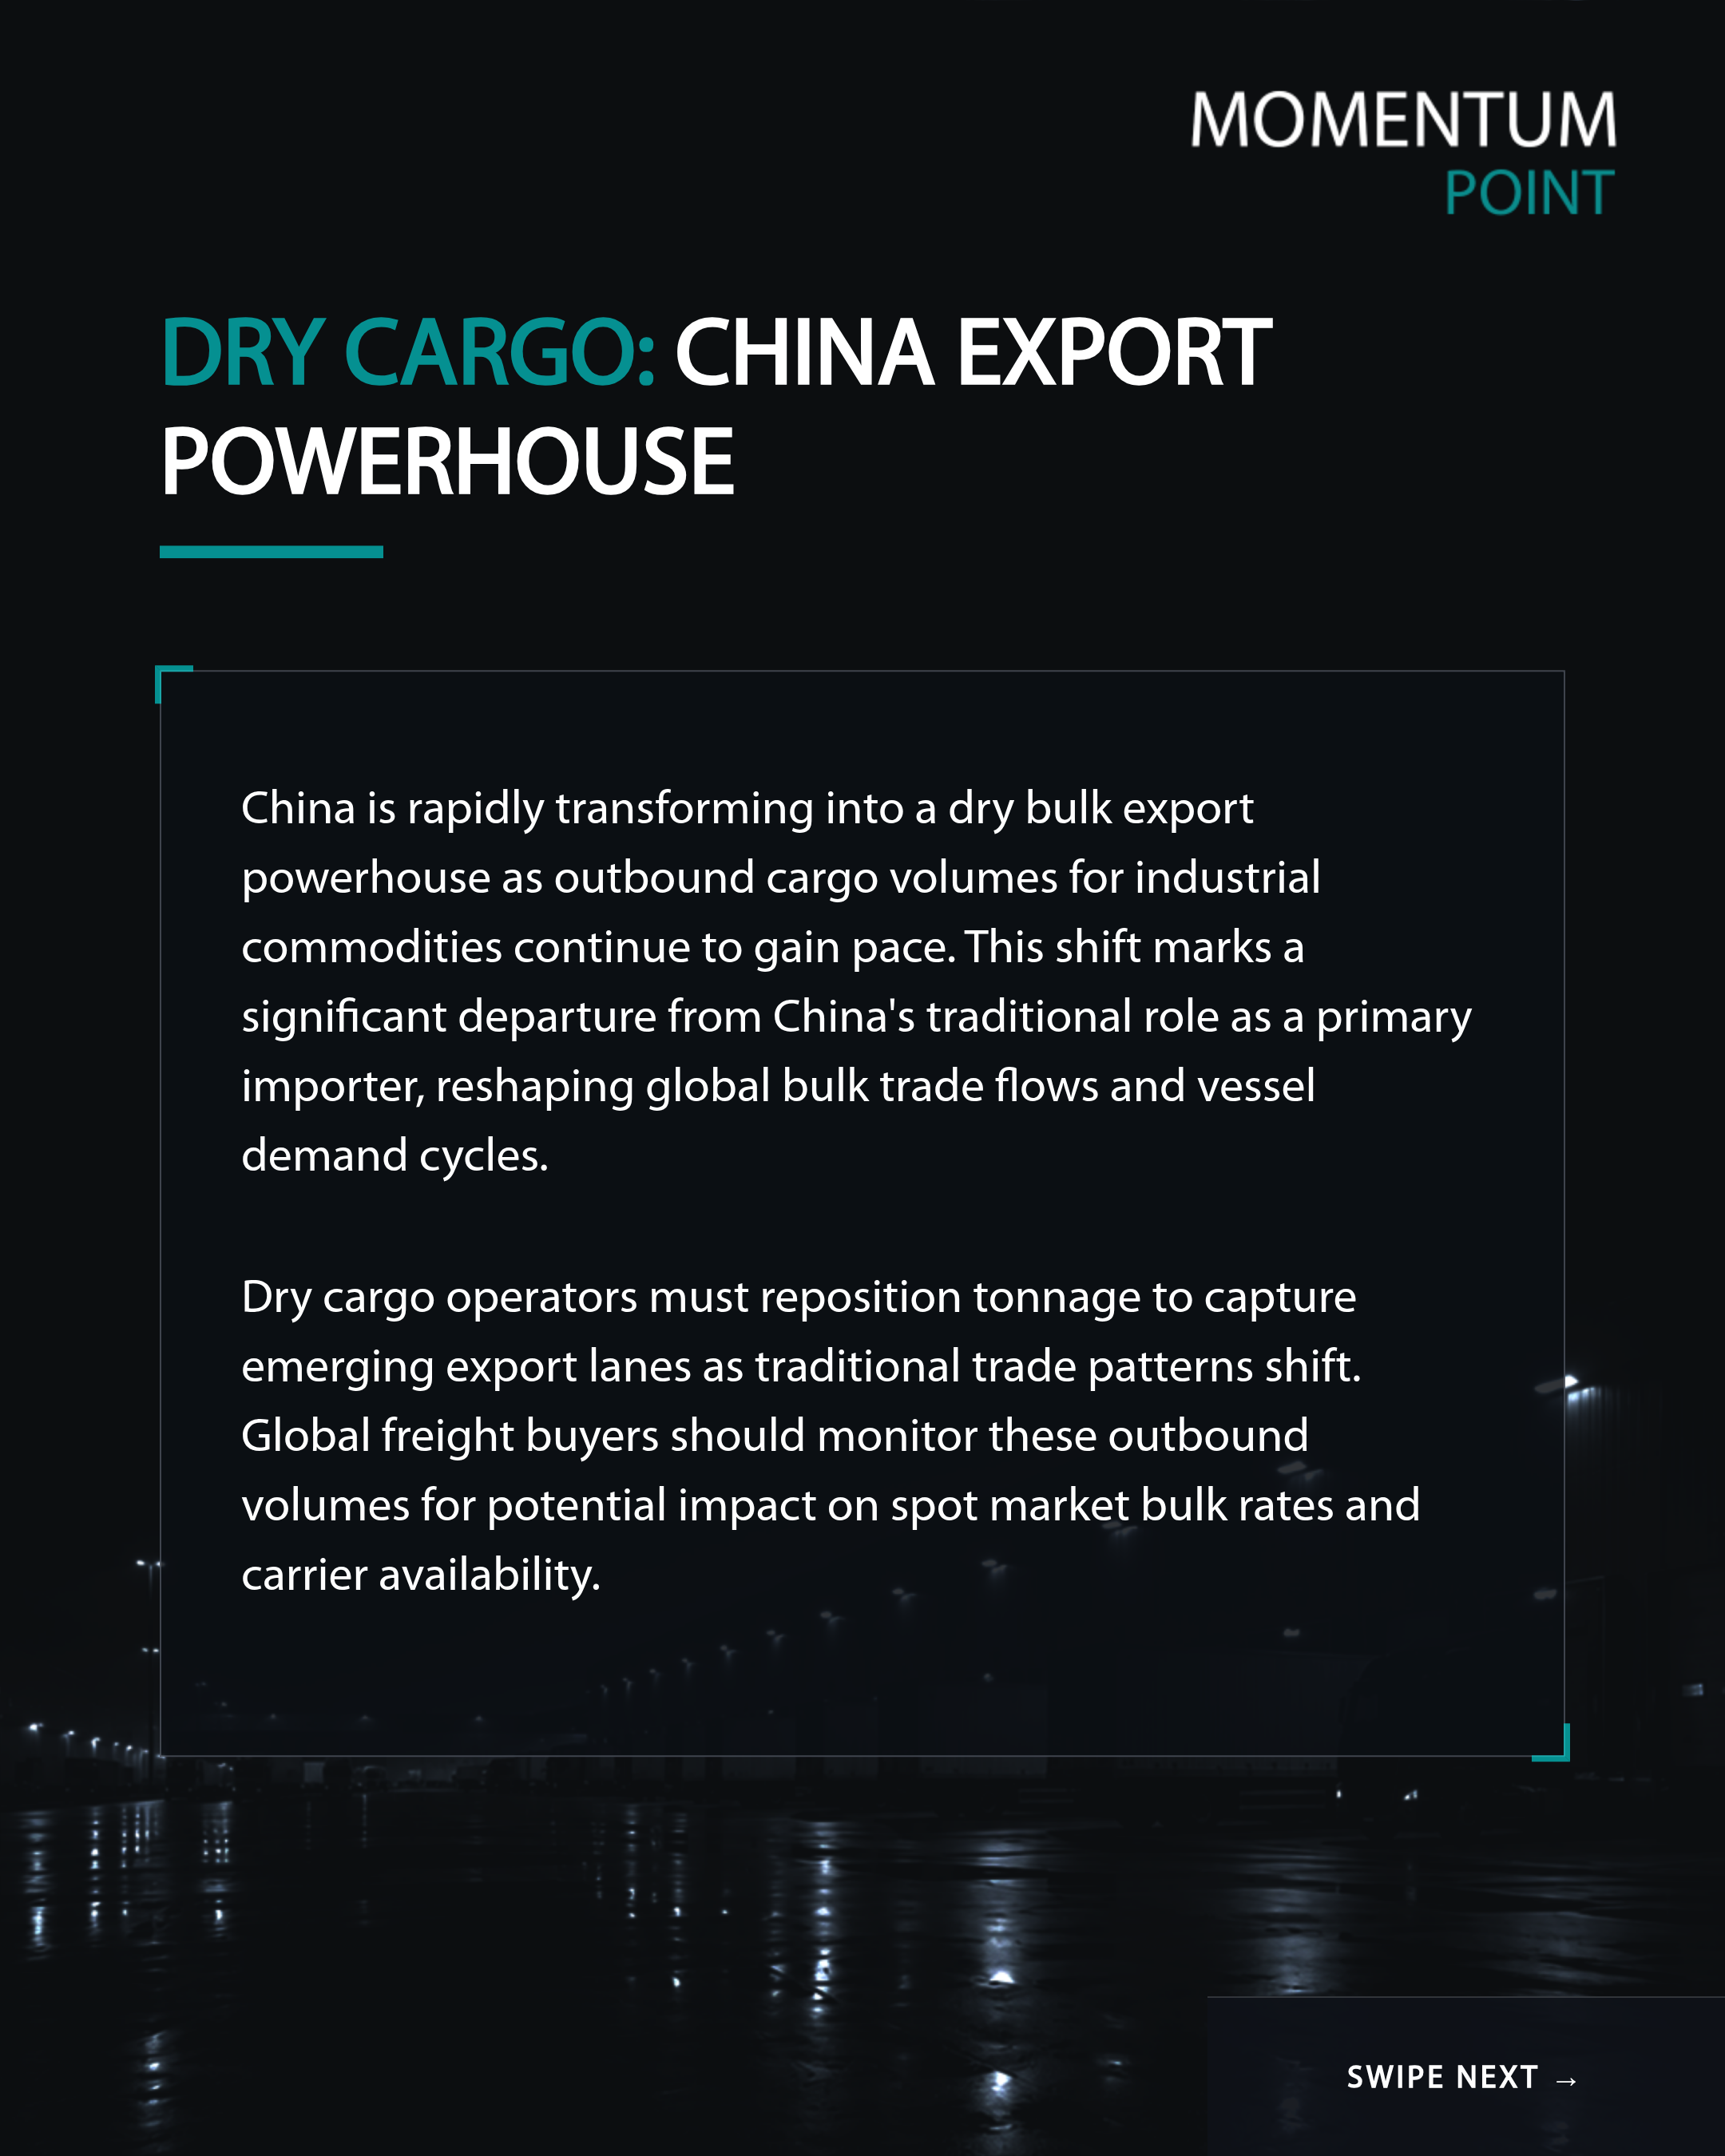 MOMENTUM
POINT
DRY CARGO: CHINA EXPORT
POWERHOUSE
China is rapidly transforming into a dry bulk export
powerhouse as outbound cargo volumes for industrial
commodities continue to gain pace. This shift marks a
significant departure from China's traditional role as a primary
importer, reshaping global bulk trade flows and vessel
demand cycles.
Dry cargo operators must reposition tonnage to capture
emerging export lanes as traditional trade patterns shift.
Global freight buyers should monitor these outbound
volumes for potential impact on spot market bulk rates and
carrier availability.
SWIPE NEXT →